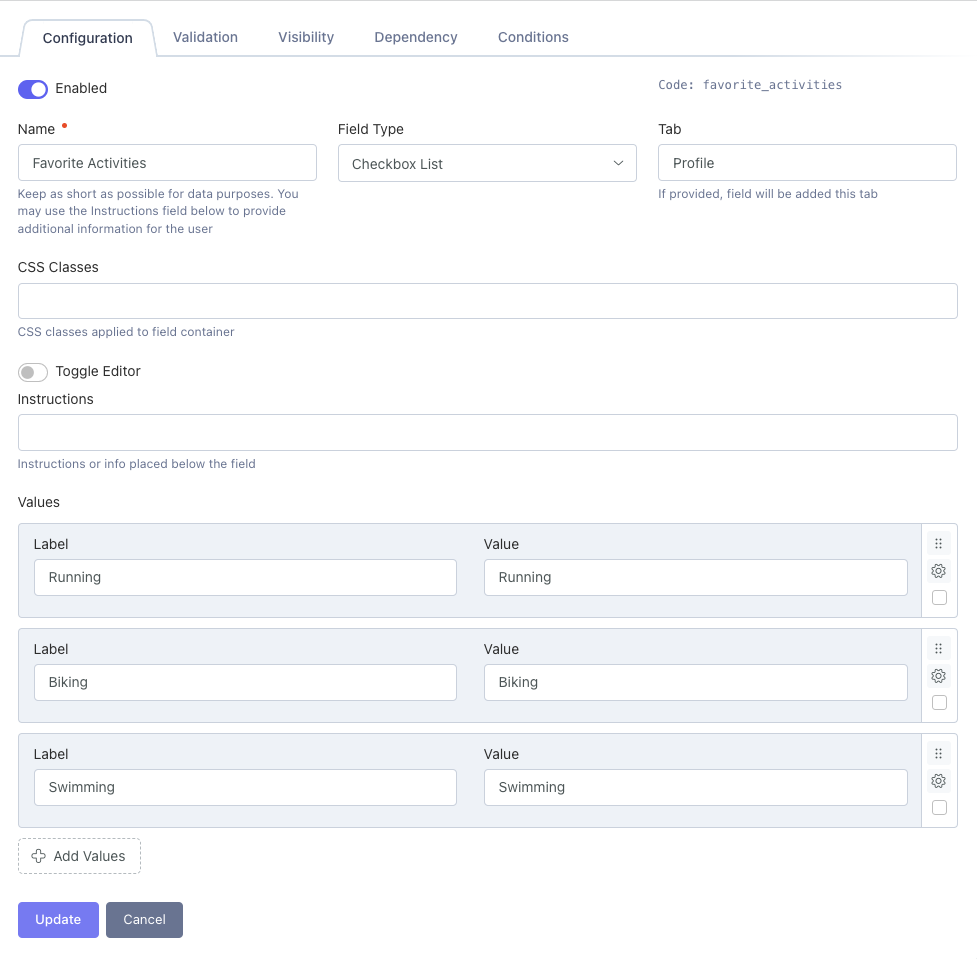 Configuration
Validation
Visibility
Dependency
Conditions
Enabled
Code: favorite_activities
Name
Field Type
Tab
Favorite Activities
Checkbox List
Profile
Keep as short as possible for data purposes. You
may use the Instructions field below to provide
additional information for the user
If provided, field will be added this tab
CSS Classes
CSS classes applied to field container
Toggle Editor
Instructions
Instructions or info placed below the field
Values
Label
Value
Running
Running
Label
Value
Biking
Biking
Label
Value
Swimming
Swimming
Add Values
Update
Cancel